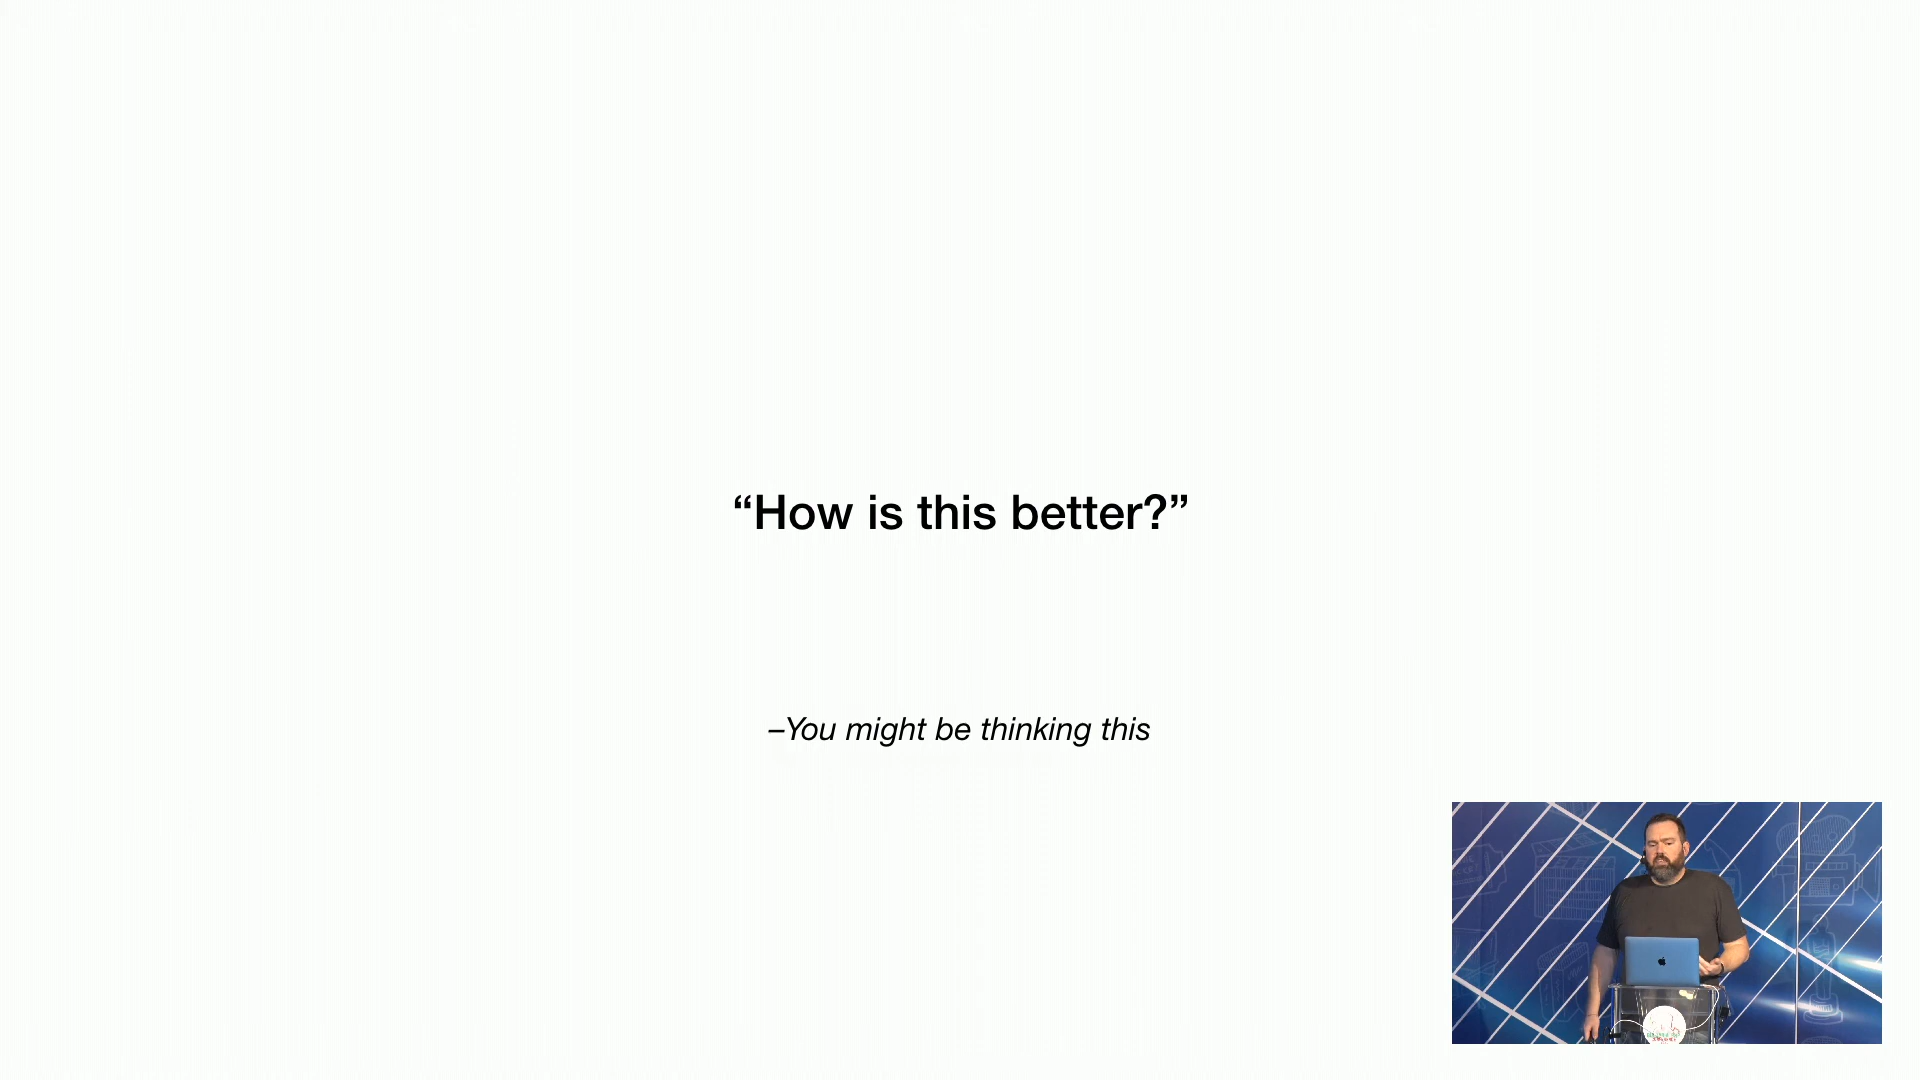 “How is this better?”
–You might be thinking this